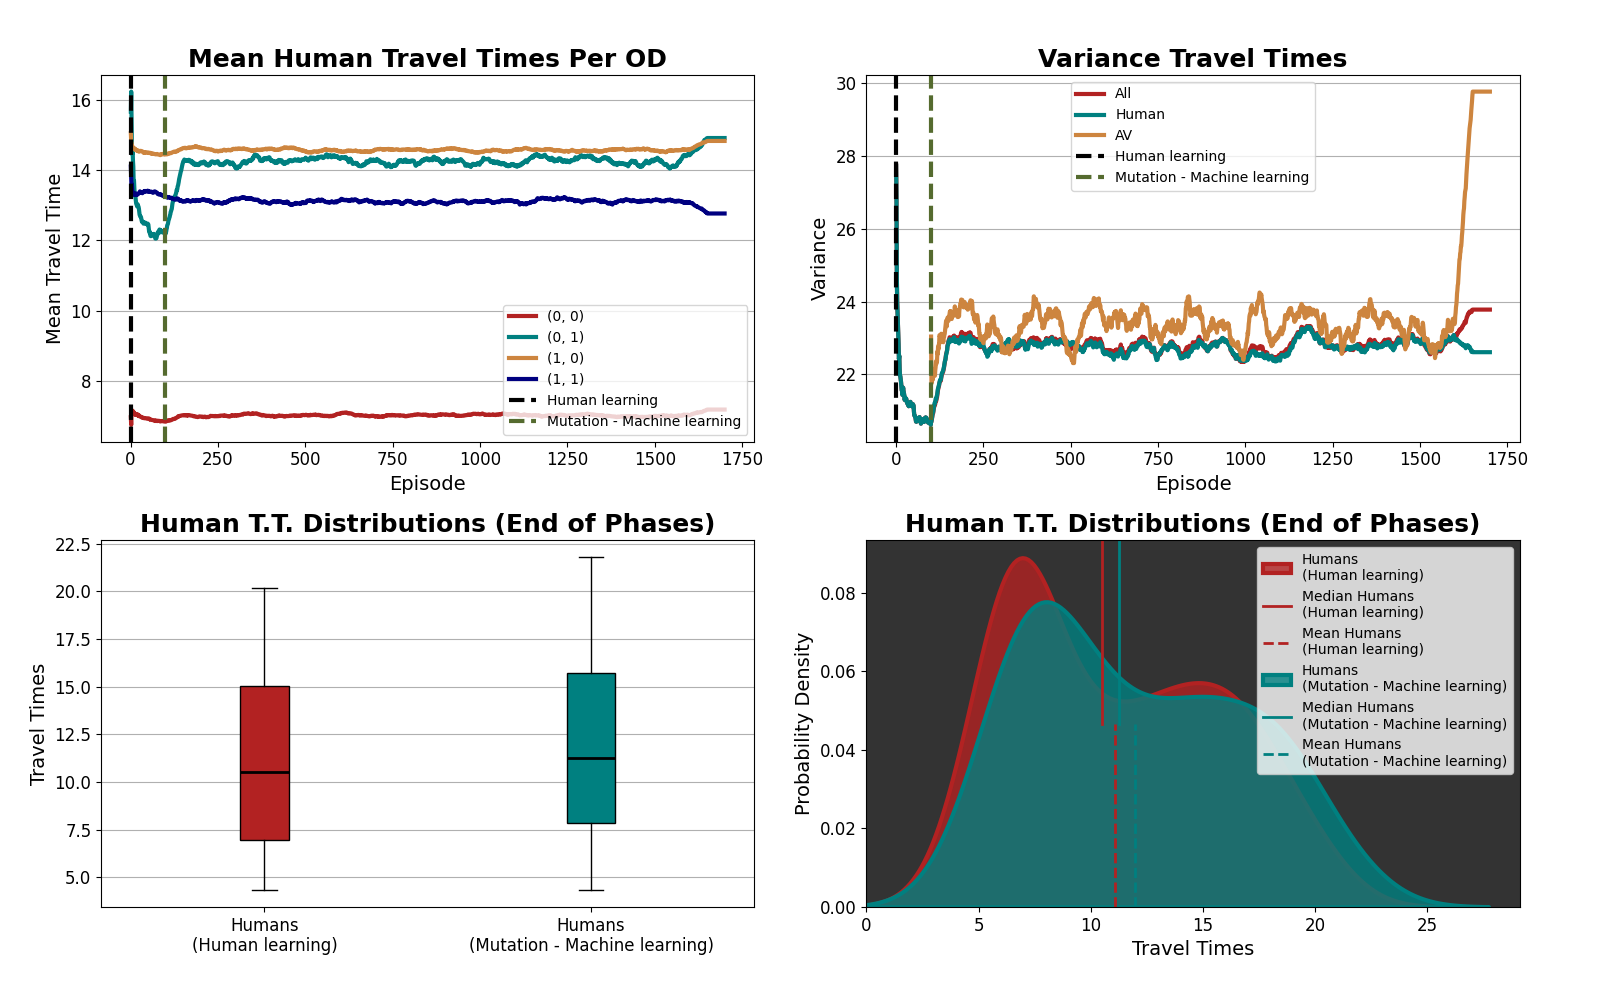 Mean Human Travel Times Per OD
16
14
12
10
8
Mean Travel Time
(0, 0)
(0, 1)
(1, 0)
(1, 1)
Human learning
Mutation - Machine learning
0 250 500 750 1000 1250 1500 1750
Episode
Variance Travel Times
30
28
26
24
22
Variance
All
Human
AV
Human learning
Mutation - Machine learning
0 250 500 750 1000 1250 1500 1750
Episode
Human T.T. Distributions (End of Phases)
22.5
20.0
17.5
15.0
12.5
10.0
7.5
5.0
Travel Times
Humans
(Human learning)
Humans
(Mutation - Machine learning)
Human T.T. Distributions (End of Phases)
0.08
0.06
0.04
0.02
0.00
Probability Density
Humans
(Human learning)
Median Humans
(Human learning)
Mean Humans
(Human learning)
Humans
(Mutation - Machine learning)
Median Humans
(Mutation - Machine learning)
Mean Humans
(Mutation - Machine learning)
0 5 10 15 20 25
Travel Times